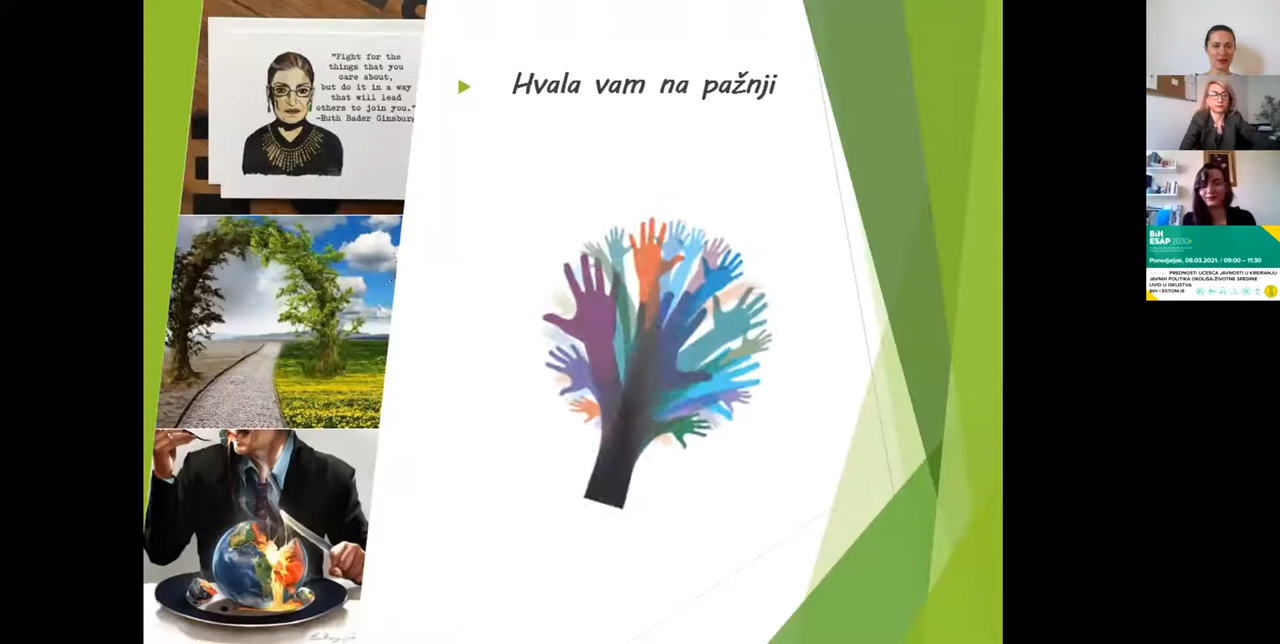 "Fight for the
things that you
care about,
but do it in a way
that will lead
others to join you."
-Ruth Bader Ginsburg
Hvala vam na pažnji
BiH
ESAP 2030+
Ponedjeljak, 08.03.2021. / 09:00 – 11:30
PREDNOSTI UČEŠĆA JAVNOSTI U KREIRANJU
JAVNIH POLITIKA OKOLIŠA/ŽIVOTNE SREDINE
UVID U ISKUSTVA
BIH I ESTONIJE